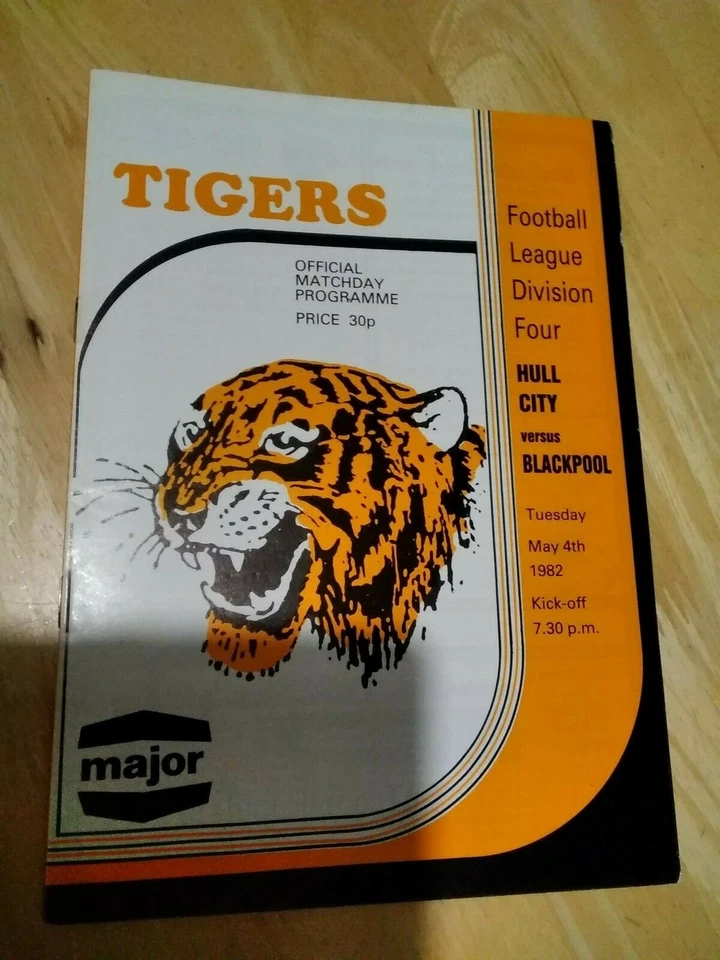 TIGERS
OFFICIAL
MATCHDAY
PROGRAMME
PRICE 30p
Football
League
Division
Four
HULL
CITY
versus
BLACKPOOL
Tuesday
May 4th
1982
Kick-off
7.30 p.m.
major